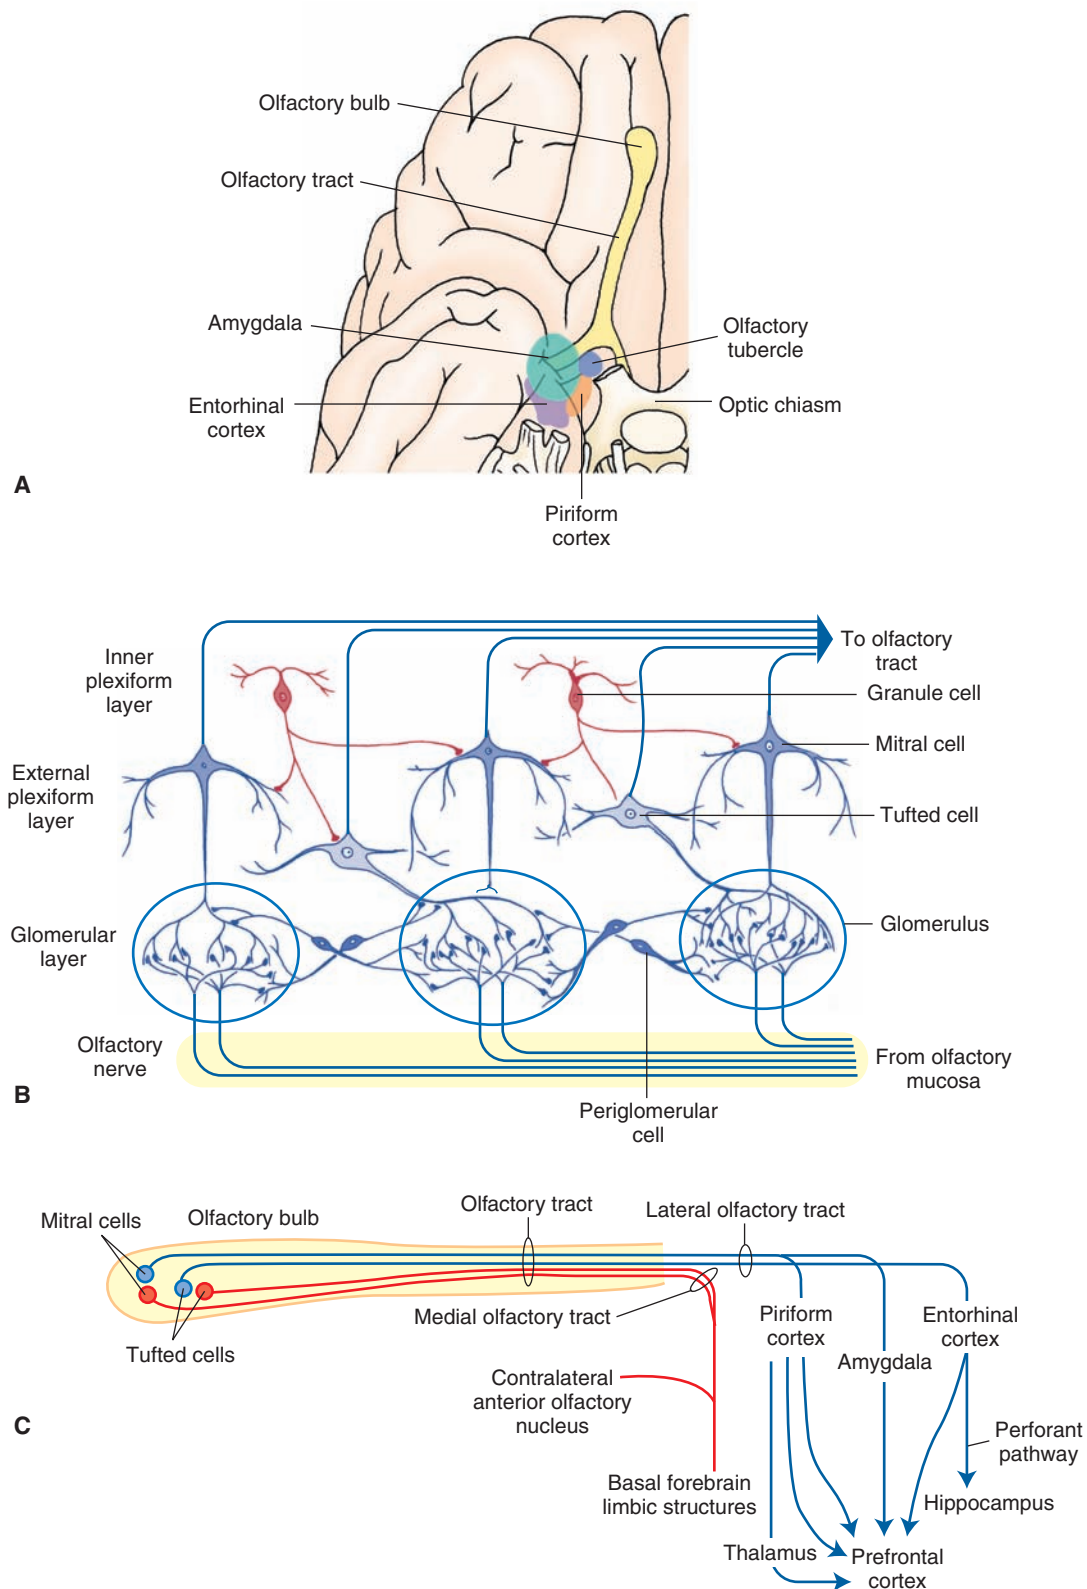 Olfactory bulb
Olfactory tract
Amygdala
Olfactory
tubercle
Entorhinal
cortex
Optic chiasm
A
Piriform
cortex
Inner
plexiform
layer
To olfactory
tract
Granule cell
Mitral cell
External
plexiform
layer
Tufted cell
Glomerular
layer
Glomerulus
Olfactory
nerve
From olfactory
mucosa
B
Periglomerular
cell
Mitral cells
Olfactory bulb
Olfactory tract
Lateral olfactory tract
Medial olfactory tract
Piriform
cortex
Entorhinal
cortex
Tufted cells
Amygdala
Contralateral
anterior olfactory
nucleus
C
Perforant
pathway
Basal forebrain
limbic structures
Hippocampus
Thalamus
Prefrontal
cortex